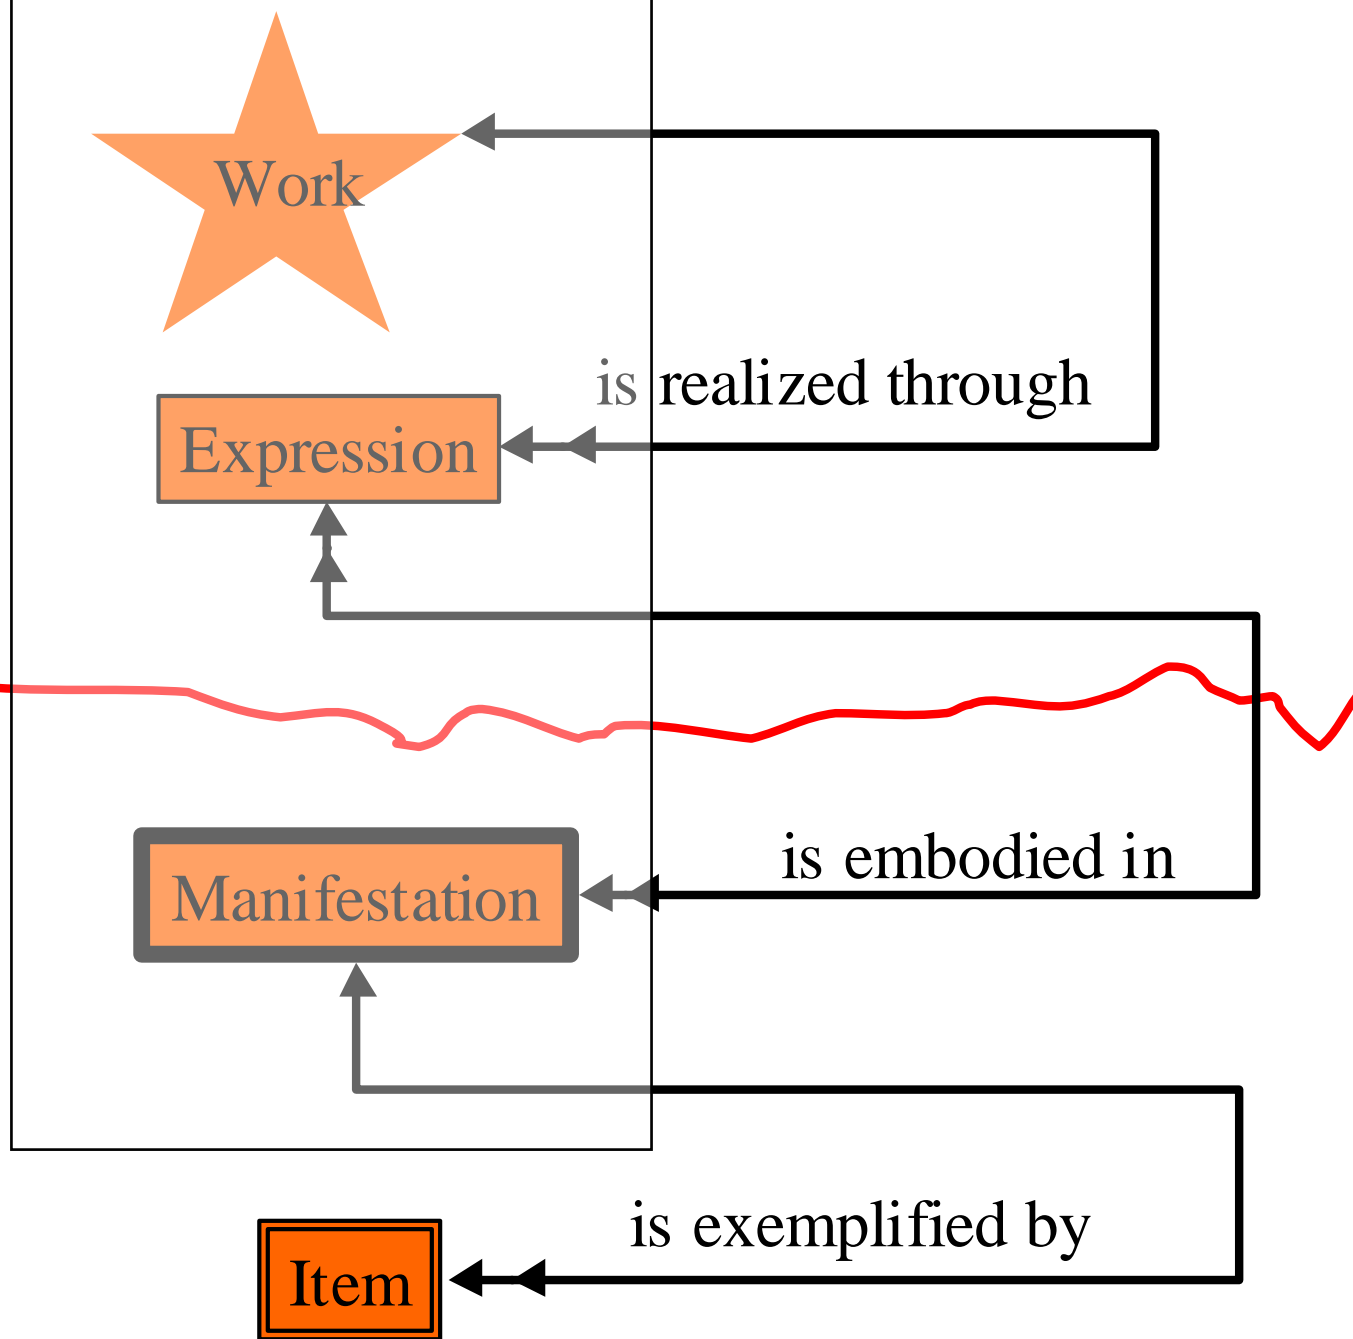 Work
is realized through
Expression
is embodied in
Manifestation
is exemplified by
Item